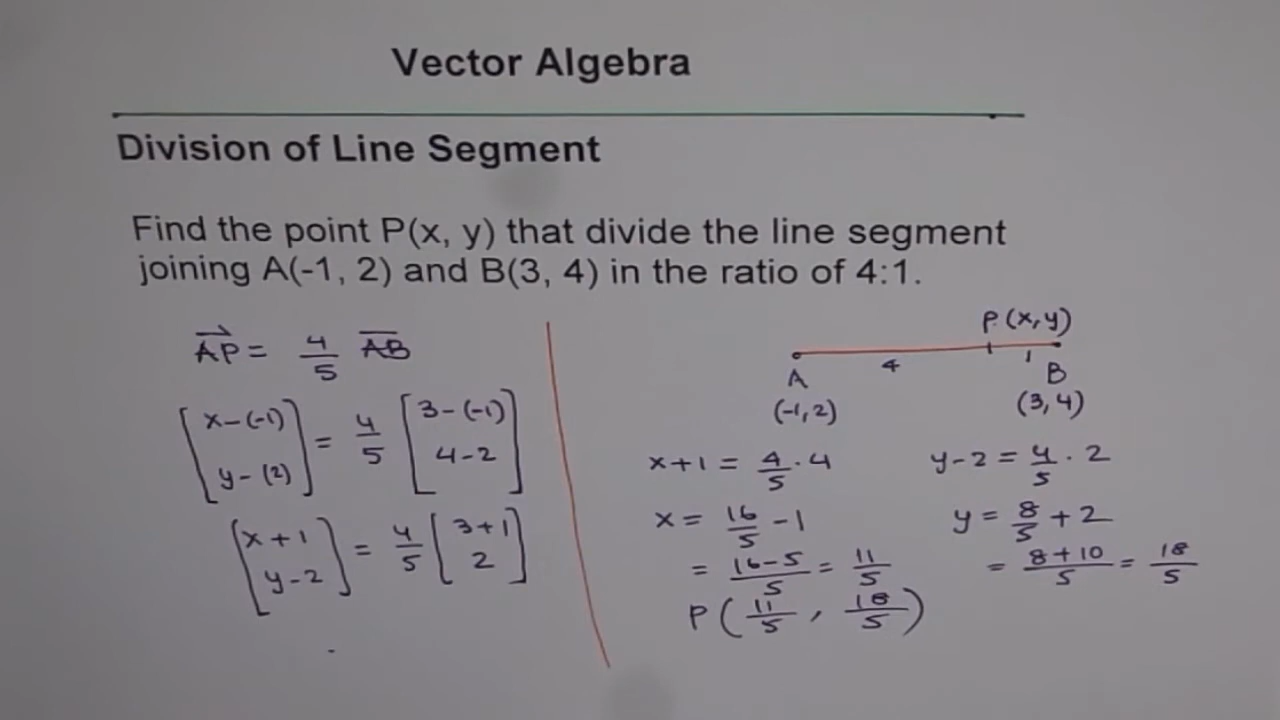 Vector Algebra
Division of Line Segment
Find the point P(x, y) that divide the line segment
joining A(-1, 2) and B(3, 4) in the ratio of 4:1.
AP→ = 4/5 A̅B̅
[x-(-1) ; y-(2)] = 4/5 [3-(-1) ; 4-2]
[x+1 ; y-2] = 4/5 [3+1 ; 2]
P (x, y)
4 1
A B
(-1, 2) (3, 4)
x+1 = 4/5 · 4
x = 16/5 - 1
= 16-5/5 = 11/5
y-2 = 4/5 · 2
y = 8/5 + 2
= 8+10/5 = 18/5
P (11/5, 18/5)